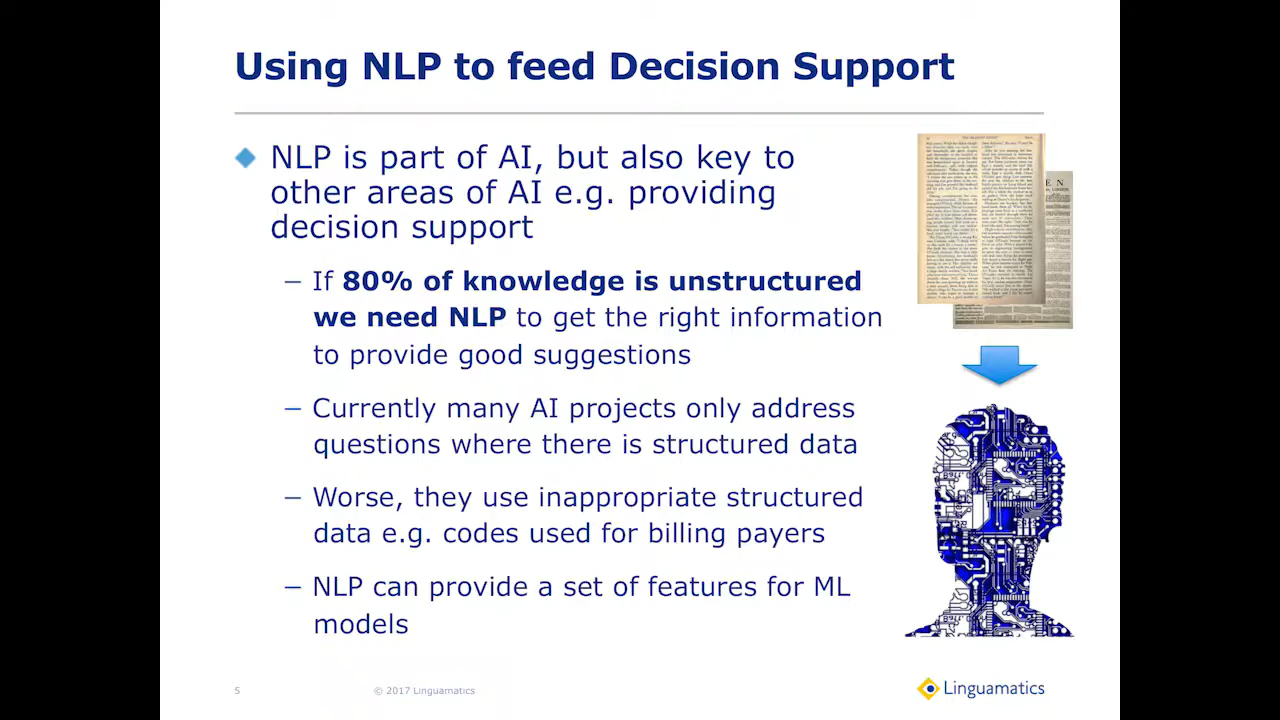 Using NLP to feed Decision Support
NLP is part of AI, but also key to
other areas of AI e.g. providing
decision support
– If 80% of knowledge is unstructured
we need NLP to get the right information
to provide good suggestions
– Currently many AI projects only address
questions where there is structured data
– Worse, they use inappropriate structured
data e.g. codes used for billing payers
– NLP can provide a set of features for ML
models
5
© 2017 Linguamatics
Linguamatics